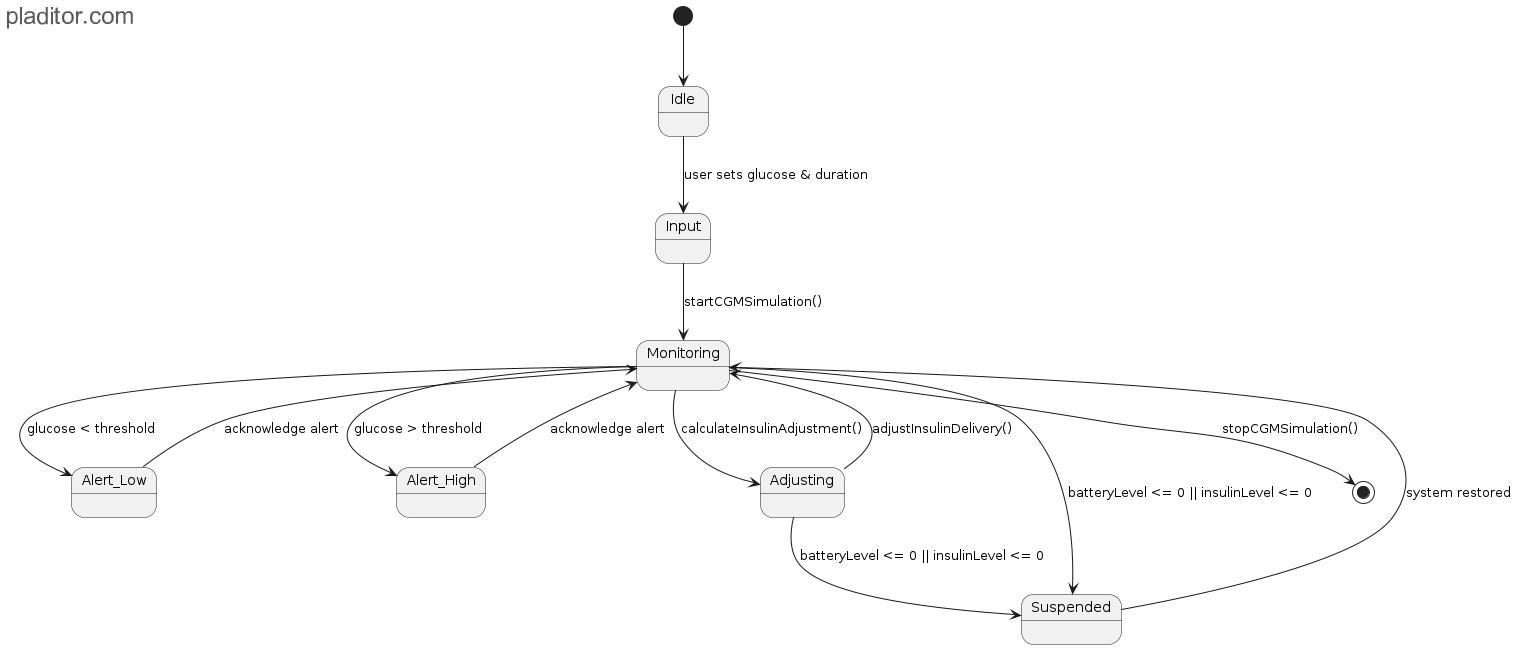 pladitor.com
Idle
user sets glucose & duration
Input
startCGMSimulation()
Monitoring
glucose < threshold
acknowledge alert
glucose > threshold
acknowledge alert
calculateInsulinAdjustment()
adjustInsulinDelivery()
stopCGMSimulation()
Alert_Low
Alert_High
Adjusting
batteryLevel <= 0 || insulinLevel <= 0
system restored
batteryLevel <= 0 || insulinLevel <= 0
Suspended